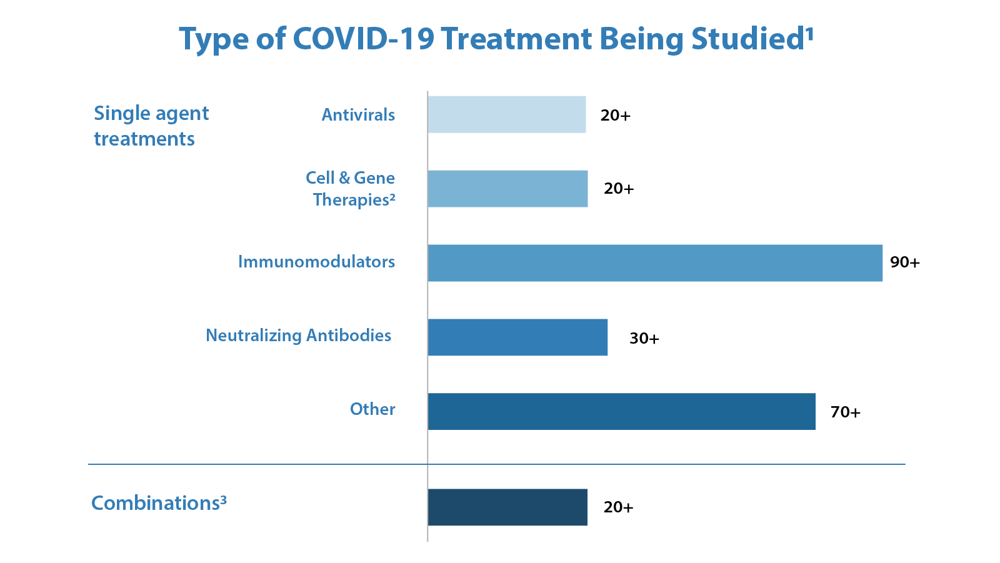 Type of COVID-19 Treatment Being Studied¹
Single agent
treatments
Antivirals
20+
Cell & Gene
Therapies²
20+
Immunomodulators
90+
Neutralizing Antibodies
30+
Other
70+
Combinations³
20+